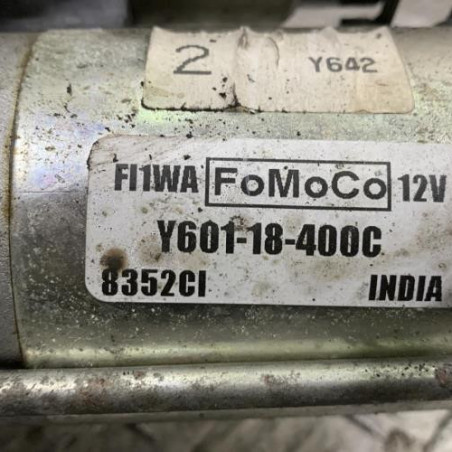 2 Y642
FI1WA FoMoCo 12V
Y601-18-400C
8352CI INDIA